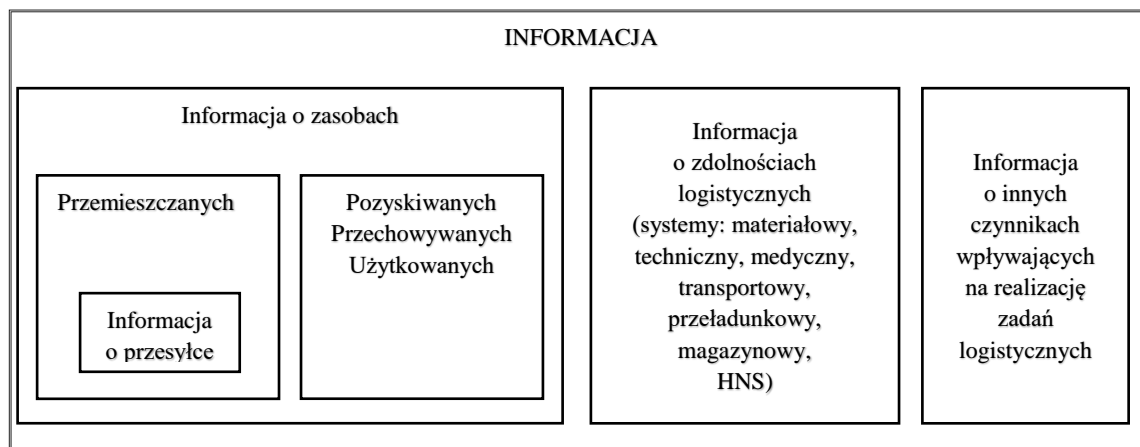 INFORMACJA
Informacja o zasobach
Przemieszczanych
Informacja
o przesyłce
Pozyskiwanych
Przechowywanych
Użytkowanych
Informacja
o zdolnościach
logistycznych
(systemy: materiałowy,
techniczny, medyczny,
transportowy,
przeładunkowy,
magazynowy,
HNS)
Informacja
o innych
czynnikach
wpływających
na realizację
zadań
logistycznych